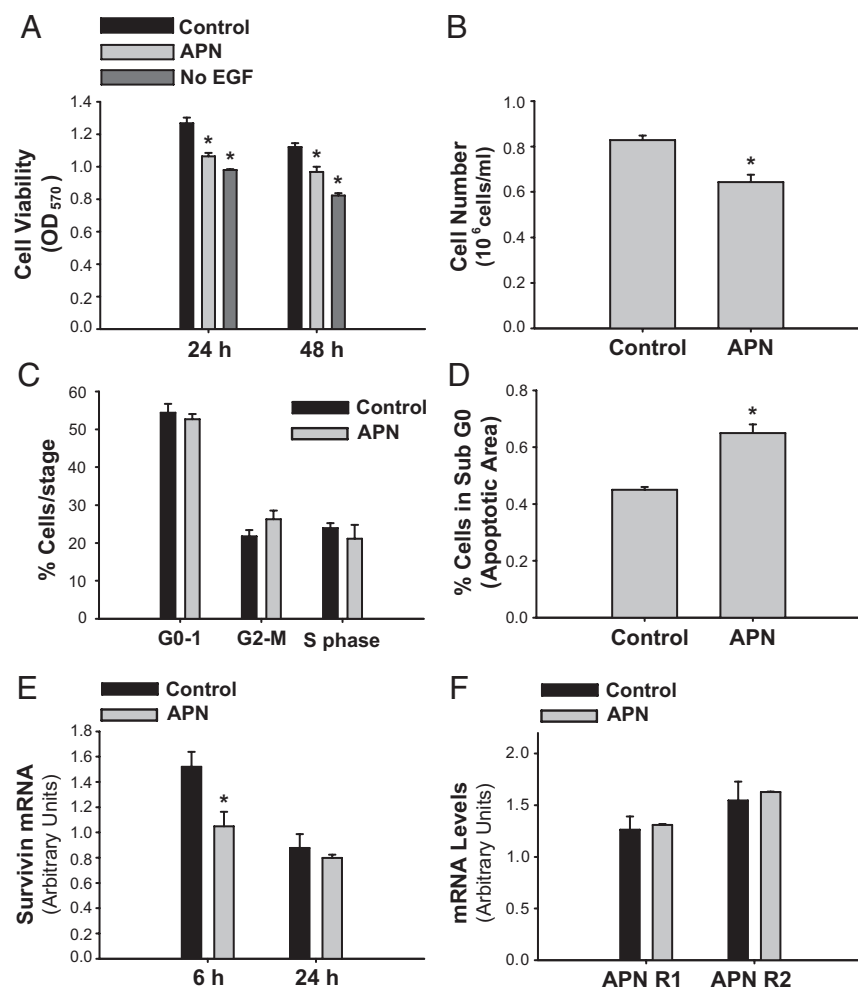 A
Control
APN
No EGF
Cell Viability
(OD 570)
1.4
1.2
1.0
0.8
0.6
0.4
0.2
0.0
* *
* *
24 h 48 h
B
Cell Number
(10 6 cells/ml)
1.0
0.8
0.6
0.4
0.2
0.0
*
Control APN
C
Control
APN
% Cells/stage
60
50
40
30
20
10
0
G0-1 G2-M S phase
D
% Cells in Sub G0
(Apoptotic Area)
0.8
0.6
0.4
0.2
0.0
*
Control APN
E
Control
APN
Survivin mRNA
(Arbitrary Units)
1.8
1.6
1.4
1.2
1.0
0.8
0.6
0.4
0.2
0.0
*
6 h 24 h
F
Control
APN
mRNA Levels
(Arbitrary Units)
2.0
1.5
1.0
0.5
0.0
APN R1 APN R2